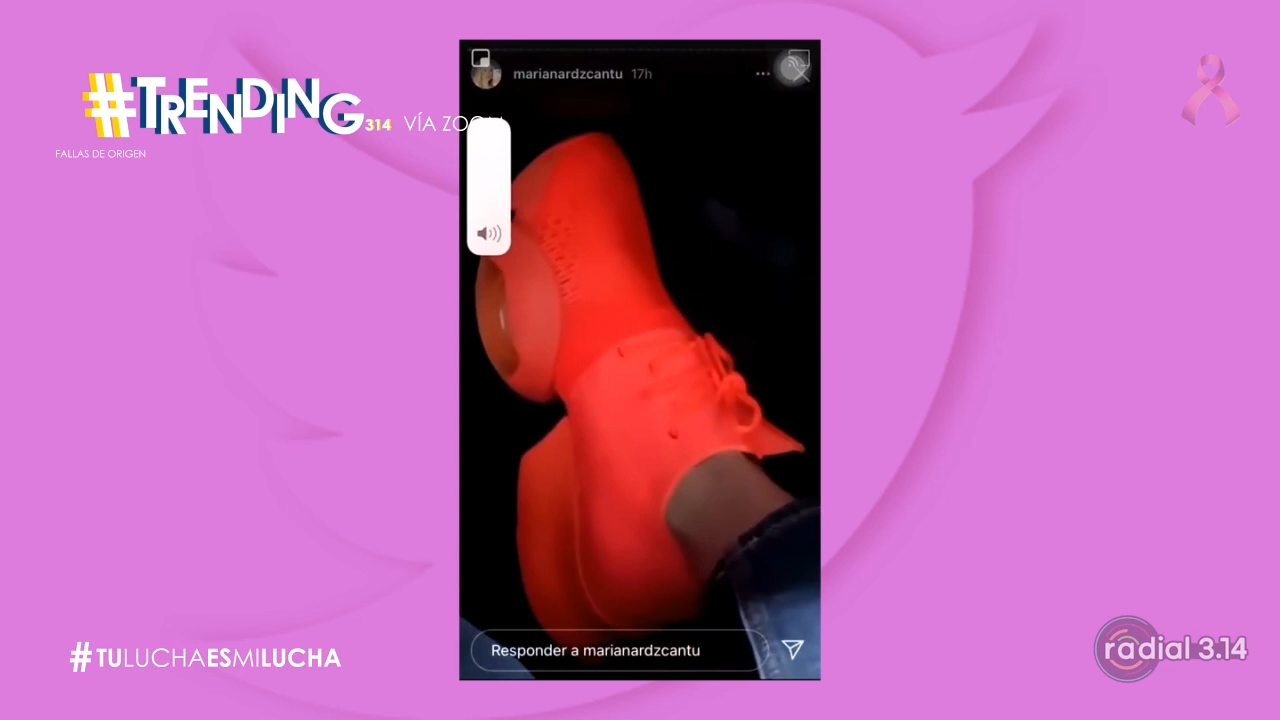 #TRENDING314 VÍA ZOOM
FALLAS DE ORIGEN
marianardzcantu 17h
Responder a marianardzcantu
#TULUCHAESMILUCHA
radial 3.14